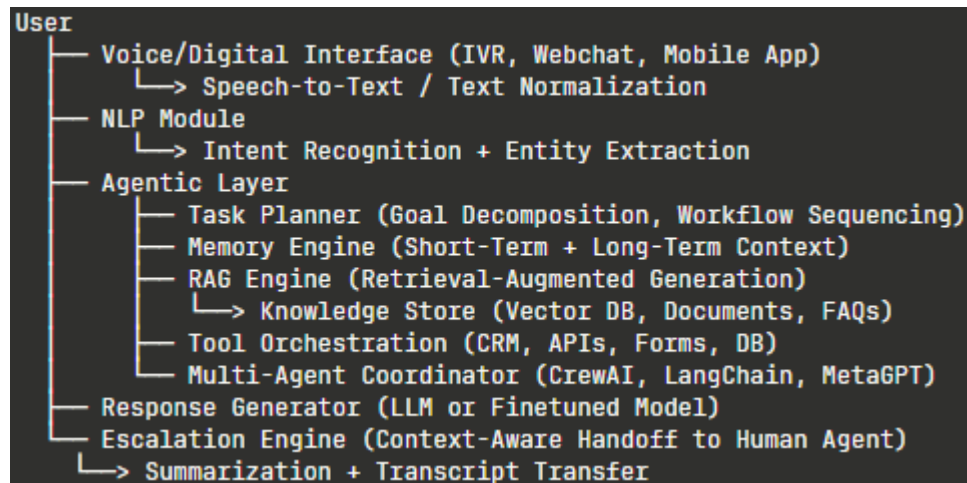 User
├── Voice/Digital Interface (IVR, Webchat, Mobile App)
│   └──> Speech-to-Text / Text Normalization
├── NLP Module
│   └──> Intent Recognition + Entity Extraction
├── Agentic Layer
│   ├── Task Planner (Goal Decomposition, Workflow Sequencing)
│   ├── Memory Engine (Short-Term + Long-Term Context)
│   ├── RAG Engine (Retrieval-Augmented Generation)
│   │   └──> Knowledge Store (Vector DB, Documents, FAQs)
│   ├── Tool Orchestration (CRM, APIs, Forms, DB)
│   └── Multi-Agent Coordinator (CrewAI, LangChain, MetaGPT)
├── Response Generator (LLM or Finetuned Model)
└── Escalation Engine (Context-Aware Handoff to Human Agent)
    └──> Summarization + Transcript Transfer